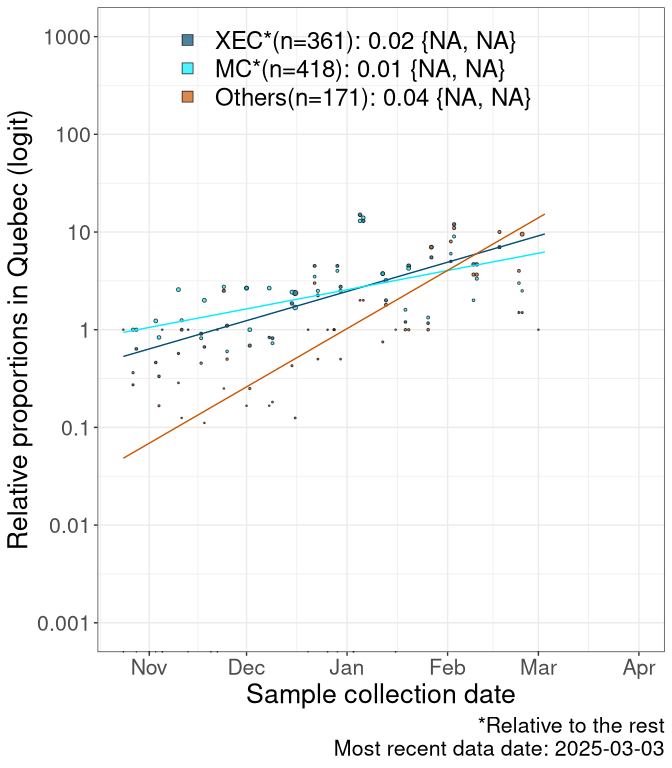 XEC*(n=361): 0.02 {NA, NA}
MC*(n=418): 0.01 {NA, NA}
Others(n=171): 0.04 {NA, NA}
Relative proportions in Quebec (logit)
1000
100
10
1
0.1
0.01
0.001
Nov Dec Jan Feb Mar Apr
Sample collection date
*Relative to the rest
Most recent data date: 2025-03-03